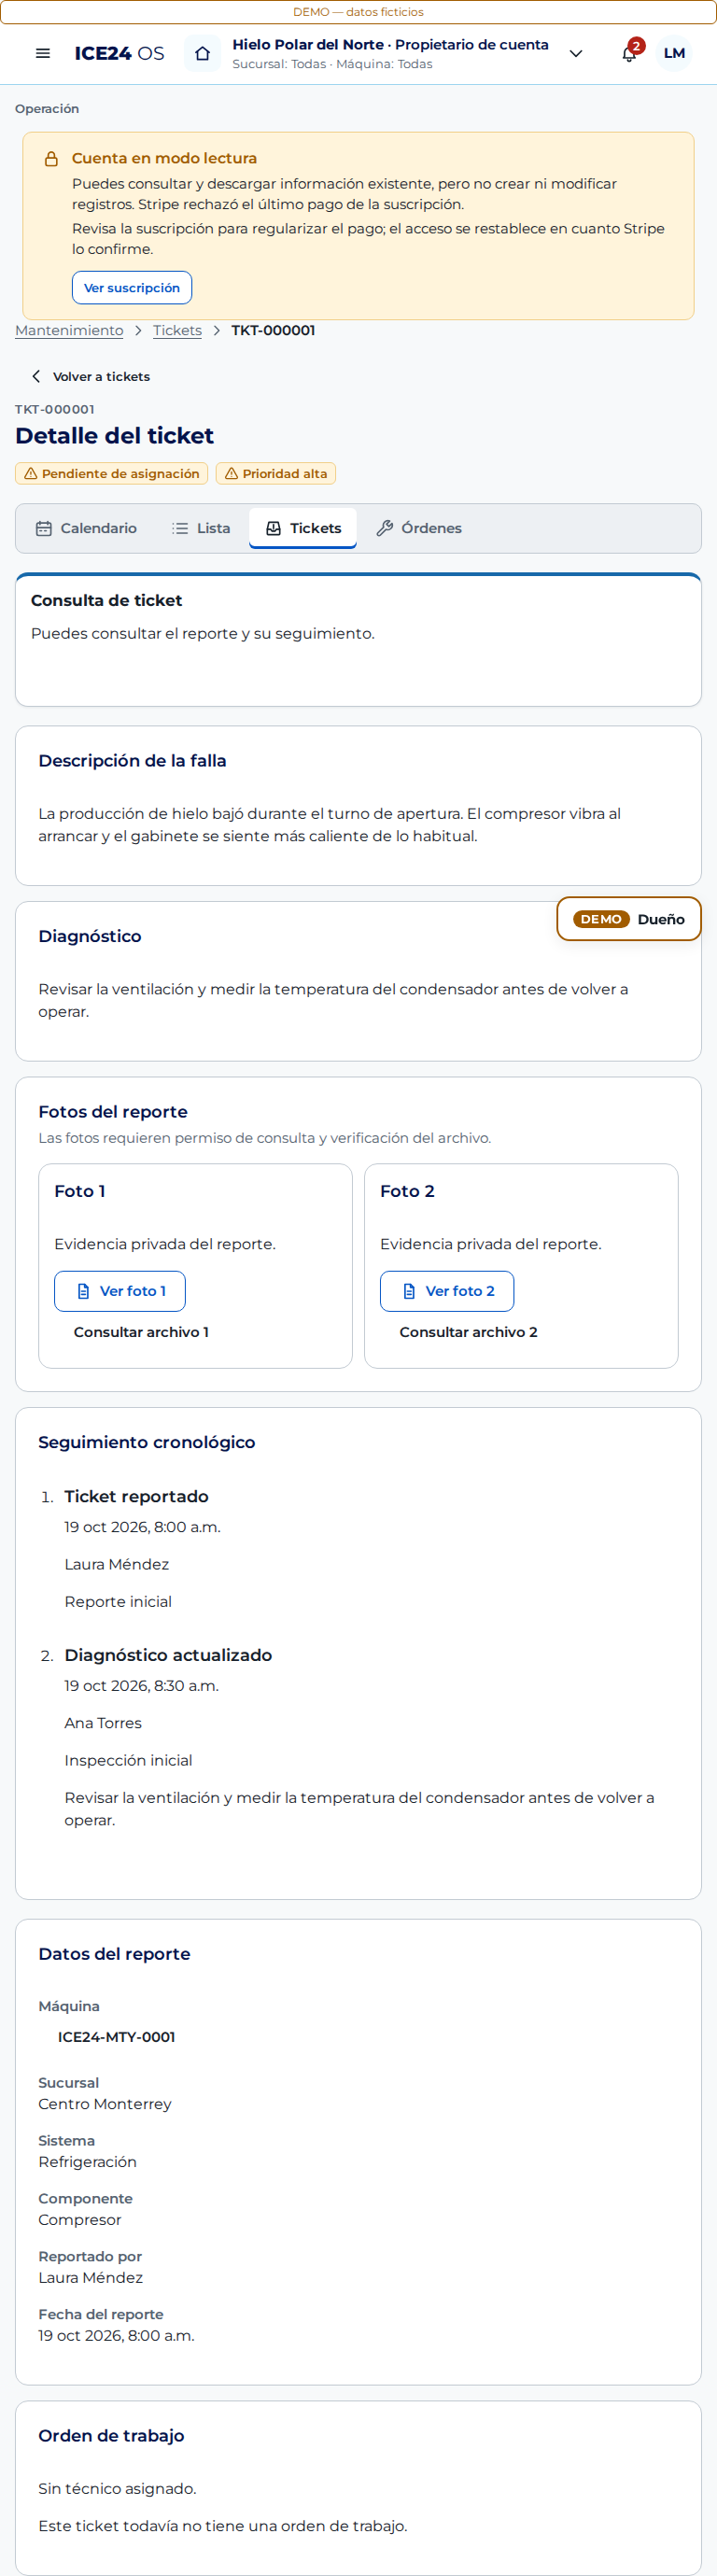 DEMO — datos ficticios
ICE24 OS
Hielo Polar del Norte · Propietario de cuenta
Sucursal: Todas · Máquina: Todas
2
LM
Operación
Cuenta en modo lectura
Puedes consultar y descargar información existente, pero no crear ni modificar
registros. Stripe rechazó el último pago de la suscripción.
Revisa la suscripción para regularizar el pago; el acceso se restablece en cuanto Stripe
lo confirme.
Ver suscripción
Mantenimiento > Tickets > TKT-000001
Volver a tickets
TKT-000001
Detalle del ticket
Pendiente de asignación
Prioridad alta
Calendario
Lista
Tickets
Órdenes
Consulta de ticket
Puedes consultar el reporte y su seguimiento.
Descripción de la falla
La producción de hielo bajó durante el turno de apertura. El compresor vibra al
arrancar y el gabinete se siente más caliente de lo habitual.
DEMO Dueño
Diagnóstico
Revisar la ventilación y medir la temperatura del condensador antes de volver a
operar.
Fotos del reporte
Las fotos requieren permiso de consulta y verificación del archivo.
Foto 1
Evidencia privada del reporte.
Ver foto 1
Consultar archivo 1
Foto 2
Evidencia privada del reporte.
Ver foto 2
Consultar archivo 2
Seguimiento cronológico
1. Ticket reportado
19 oct 2026, 8:00 a.m.
Laura Méndez
Reporte inicial
2. Diagnóstico actualizado
19 oct 2026, 8:30 a.m.
Ana Torres
Inspección inicial
Revisar la ventilación y medir la temperatura del condensador antes de volver a
operar.
Datos del reporte
Máquina
ICE24-MTY-0001
Sucursal
Centro Monterrey
Sistema
Refrigeración
Componente
Compresor
Reportado por
Laura Méndez
Fecha del reporte
19 oct 2026, 8:00 a.m.
Orden de trabajo
Sin técnico asignado.
Este ticket todavía no tiene una orden de trabajo.